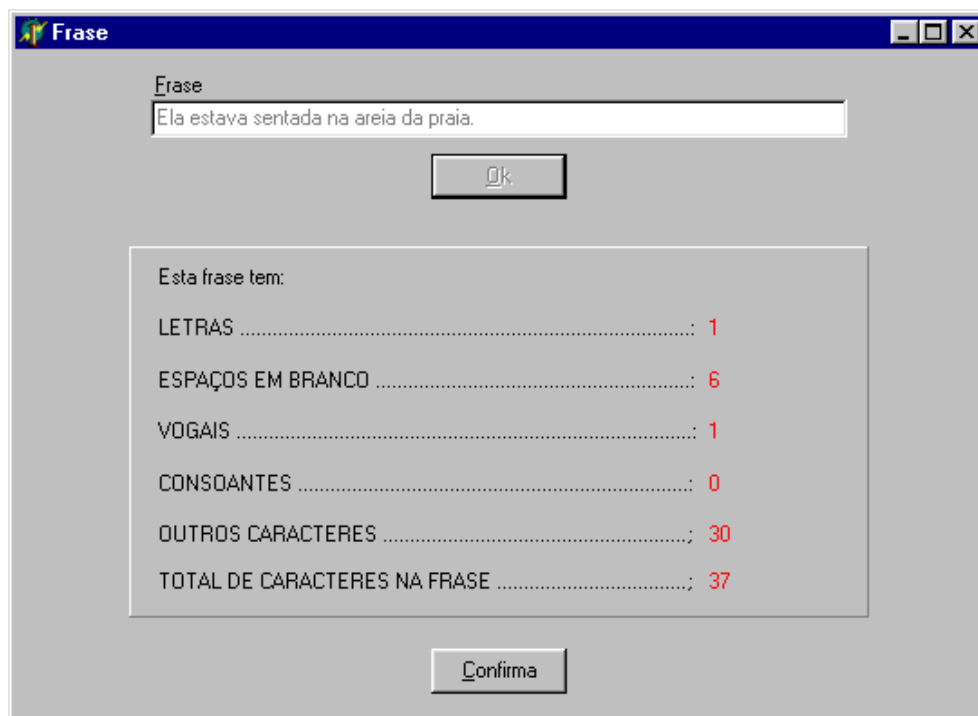 Frase
Frase
Ela estava sentada na areia da praia.
Ok
Esta frase tem:
LETRAS ....................................................................................: 1
ESPAÇOS EM BRANCO ...........................................................: 6
VOGAIS .....................................................................................: 1
CONSOANTES .........................................................................: 0
OUTROS CARACTERES .........................................................; 30
TOTAL DE CARACTERES NA FRASE ...................................; 37
Confirma